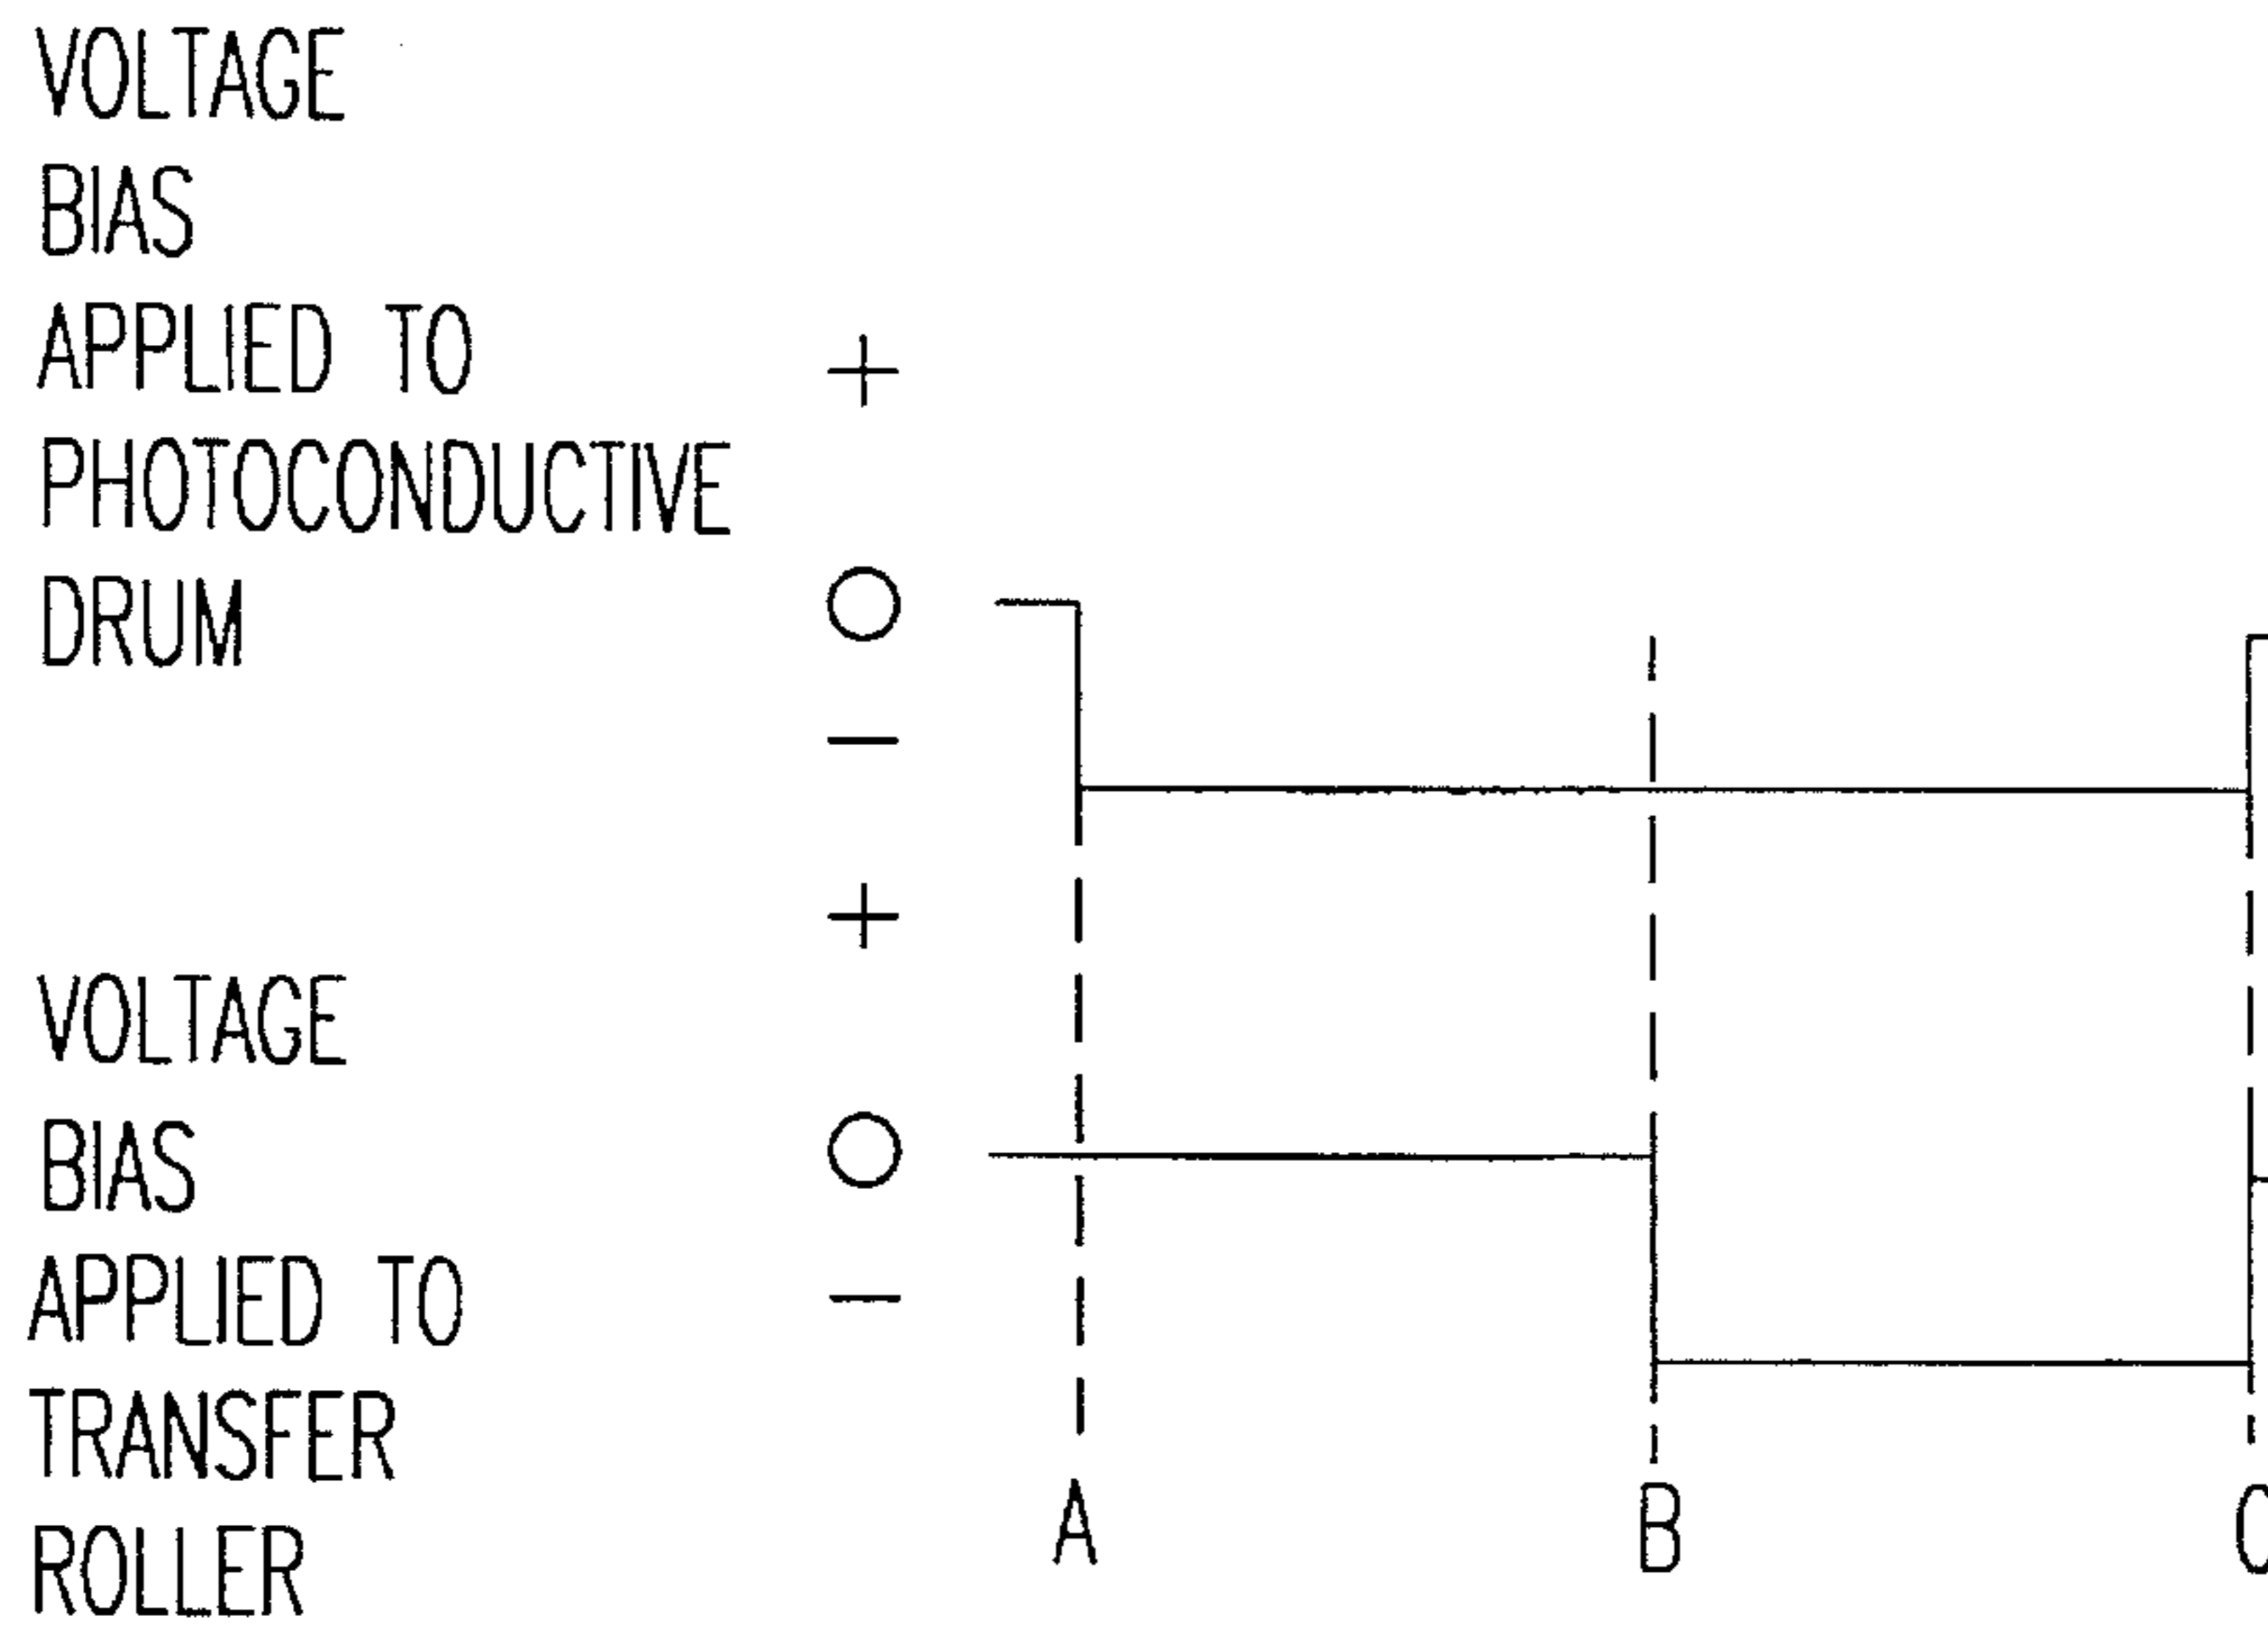 VOLTAGE
BIAS
APPLIED TO
PHOTOCONDUCTIVE
DRUM
+
O
−
VOLTAGE
BIAS
APPLIED TO
TRANSFER
ROLLER
+
O
−
A
B